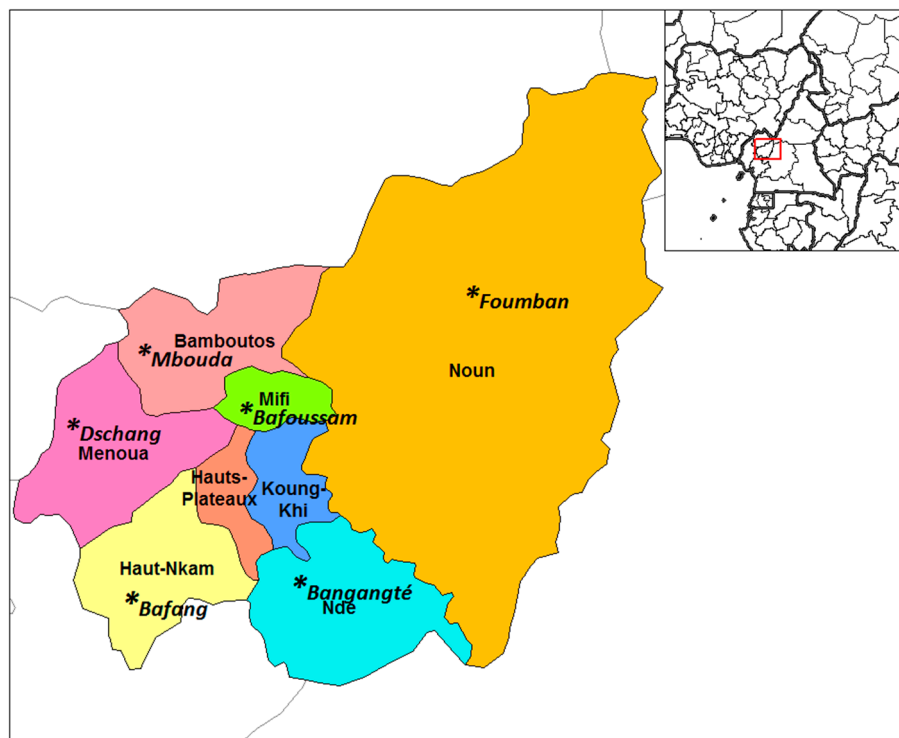 *Foumban
Bamboutos
*Mbouda
Noun
Mifi
*Bafoussam
*Dschang
Menoua
Hauts-
Plateaux
Koung-
Khi
Haut-Nkam
*Bafang
*Bangangté
Ndé